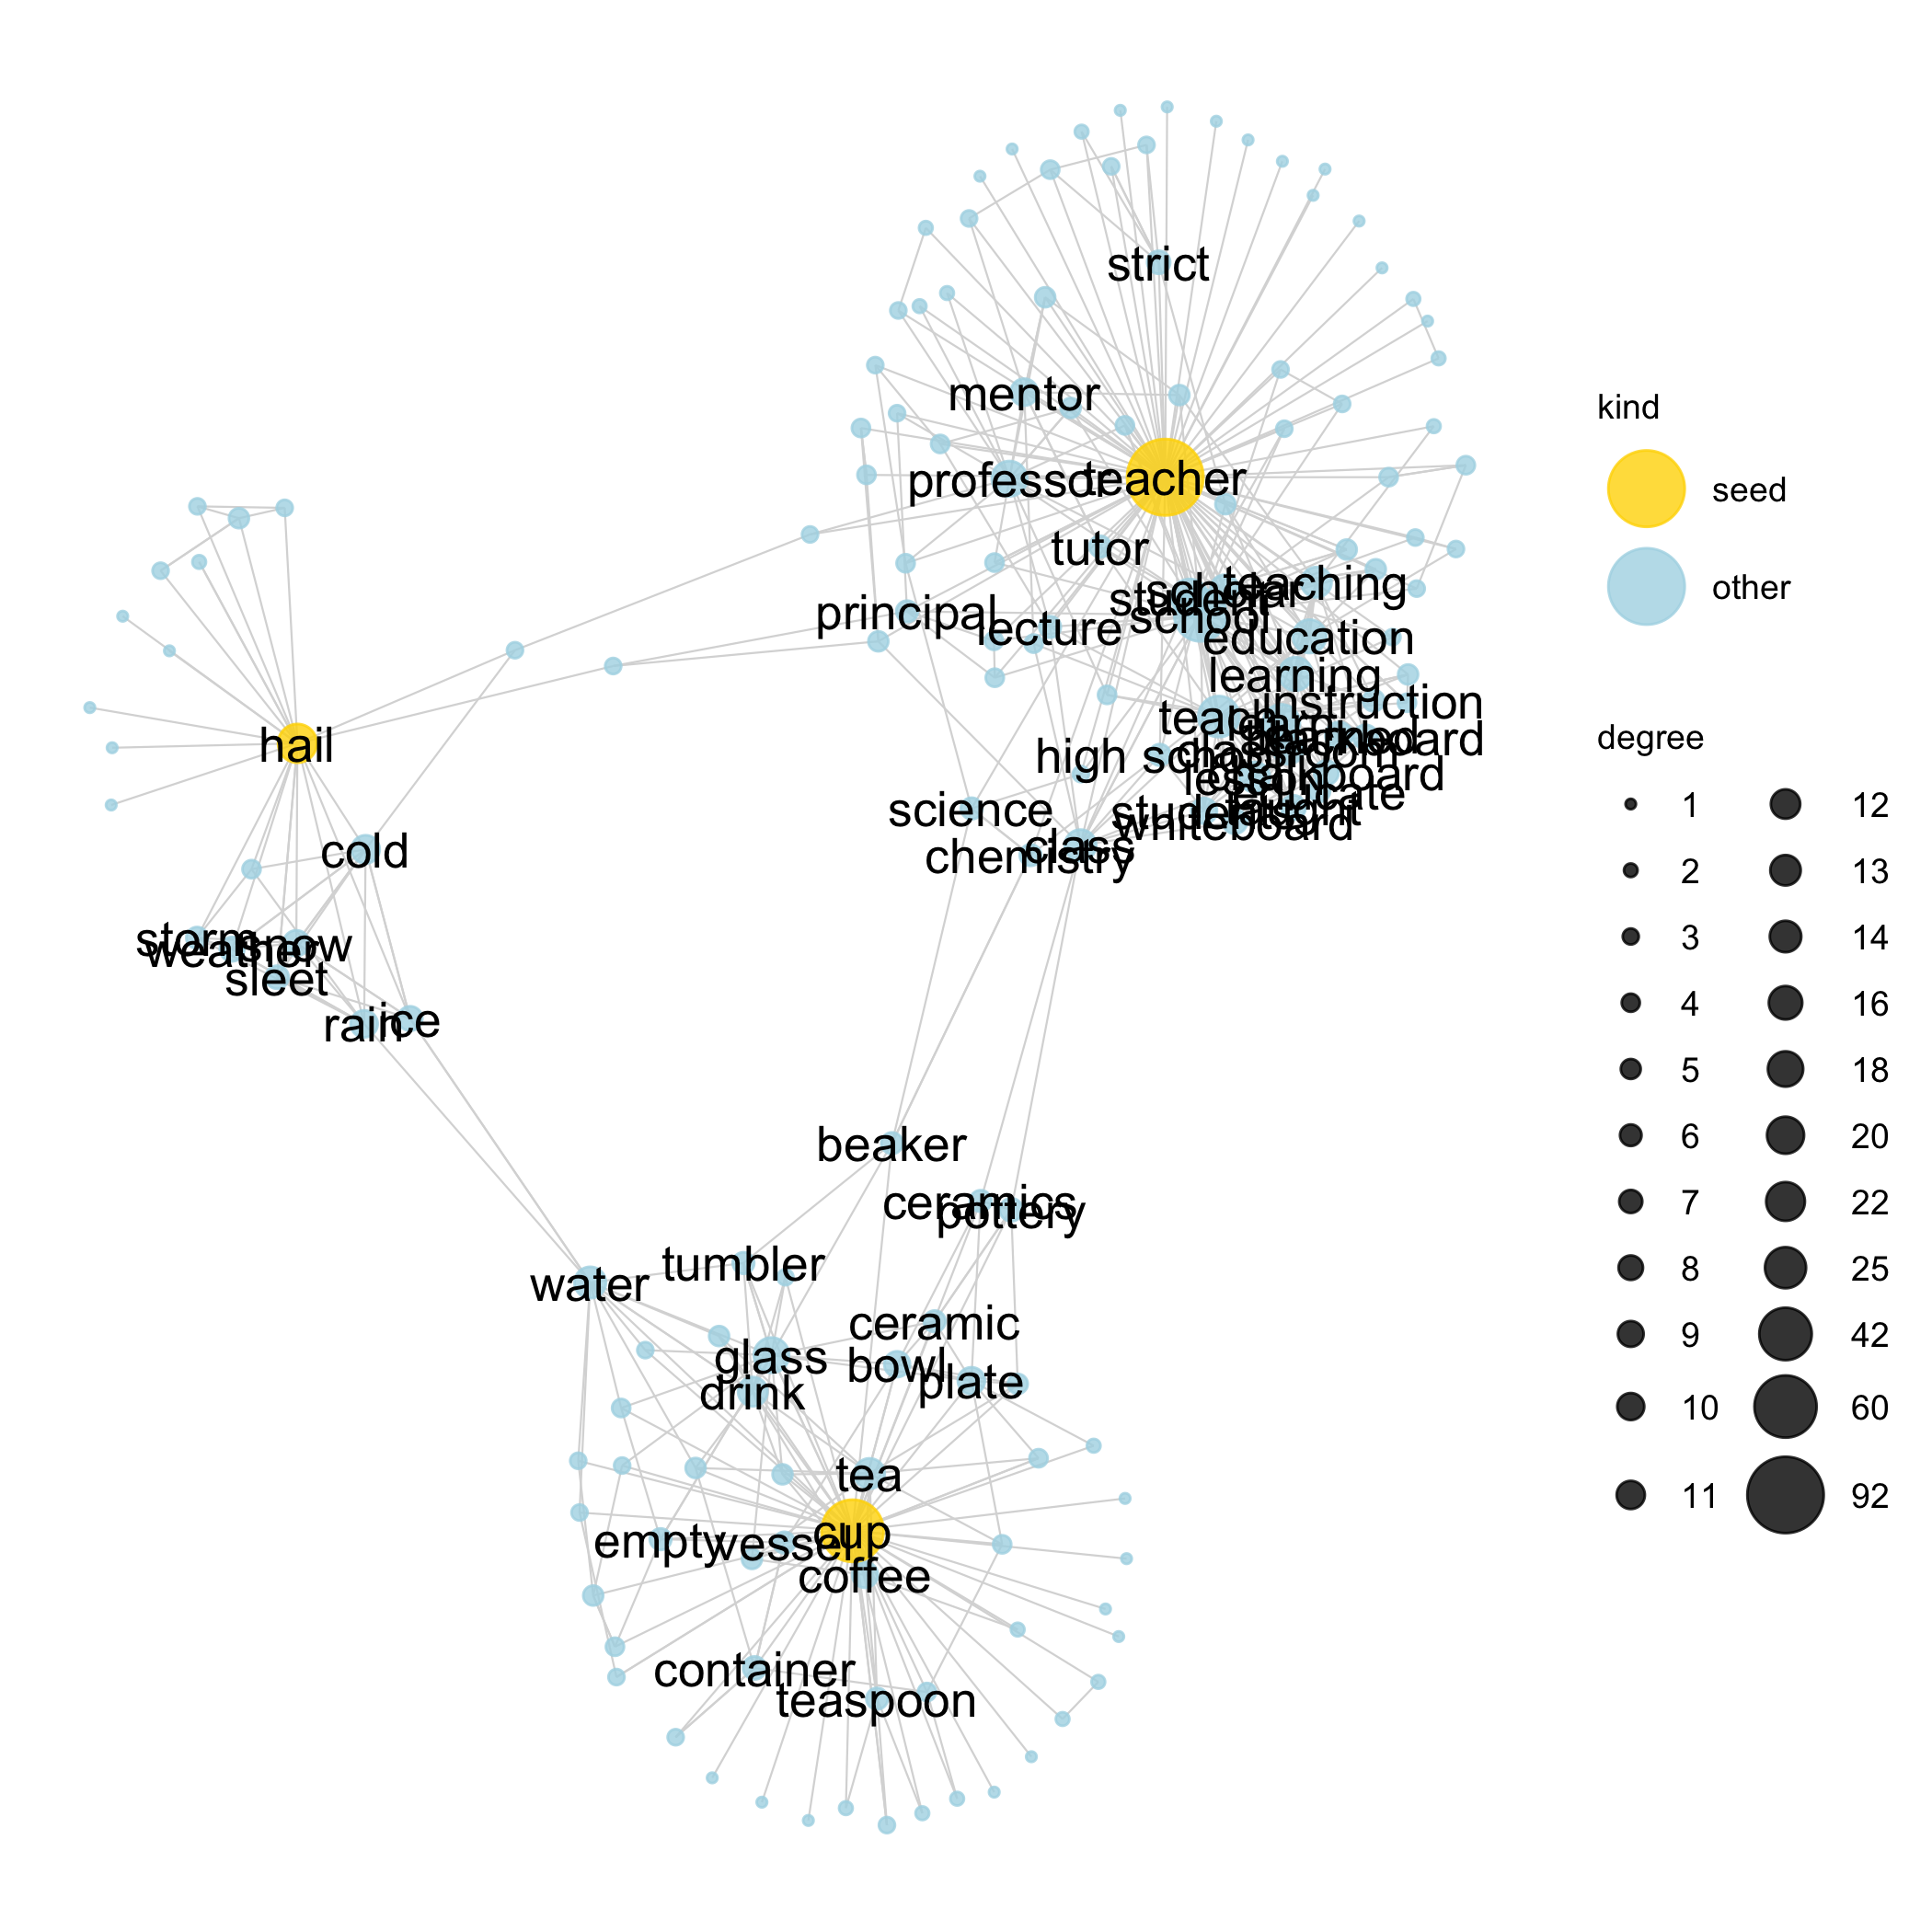 strict
mentor
professor
teacher
tutor
teaching
scholar
student
school
principal
lecture
education
learning
instruction
teach
learn
learned
classroom
high school
lesson
educate
science
students
taught
whiteboard
class
chemistry
hail
cold
storm
weather
snow
sleet
rain
ice
beaker
ceramics
pottery
tumbler
water
ceramic
glass
bowl
plate
drink
tea
cup
empty
vessel
coffee
container
teaspoon
kind
seed
other
degree
1 12
2 13
3 14
4 16
5 18
6 20
7 22
8 25
9 42
10 60
11 92